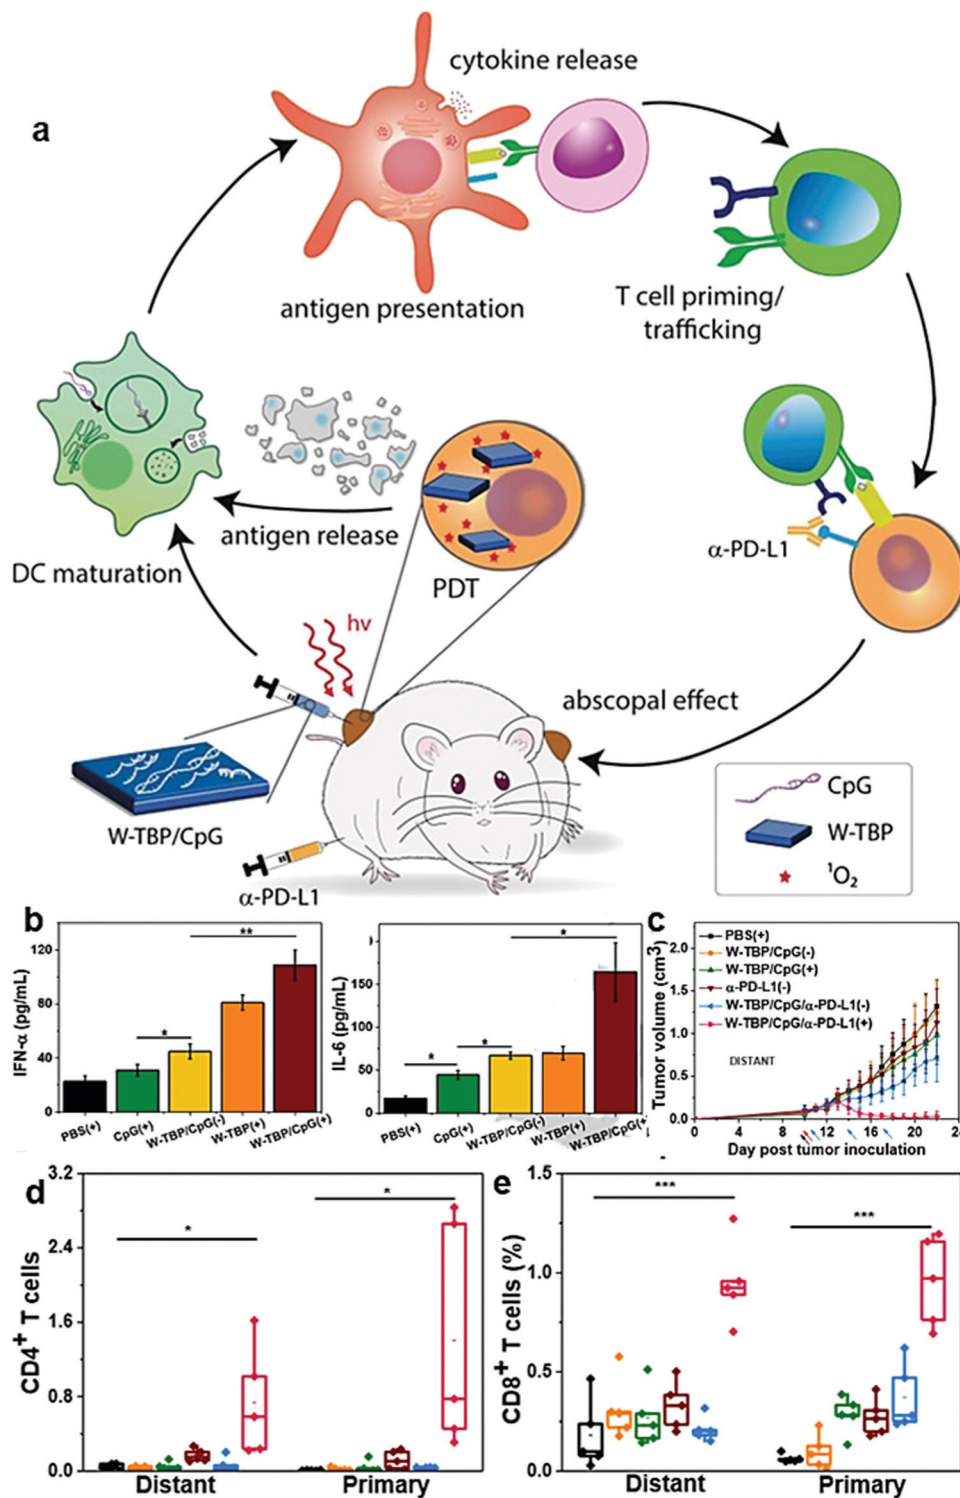 a
cytokine release
antigen presentation
T cell priming/
trafficking
antigen release
DC maturation
PDT
α-PD-L1
hv
abscopal effect
W-TBP/CpG
α-PD-L1
CpG
W-TBP
¹O₂
b
IFN-α (pg/mL)
120
80
40
0
*
**
PBS(+)
CpG(+)
W-TBP/CpG(-)
W-TBP(+)
W-TBP/CpG(+)
IL-6 (pg/mL)
150
100
50
0
*
*
*
PBS(+)
CpG(+)
W-TBP/CpG(-)
W-TBP(+)
W-TBP/CpG(+)
c
Tumor volume (cm³)
2.0
1.5
1.0
0.5
0.0
PBS(+)
W-TBP/CpG(-)
W-TBP/CpG(+)
α-PD-L1(-)
W-TBP/CpG/α-PD-L1(-)
W-TBP/CpG/α-PD-L1(+)
DISTANT
0 4 8 12 16 20 24
Day post tumor inoculation
d
CD4⁺ T cells
3.2
2.4
1.6
0.8
0.0
*
*
Distant Primary
e
CD8⁺ T cells (%)
1.5
1.0
0.5
0.0
***
***
Distant Primary